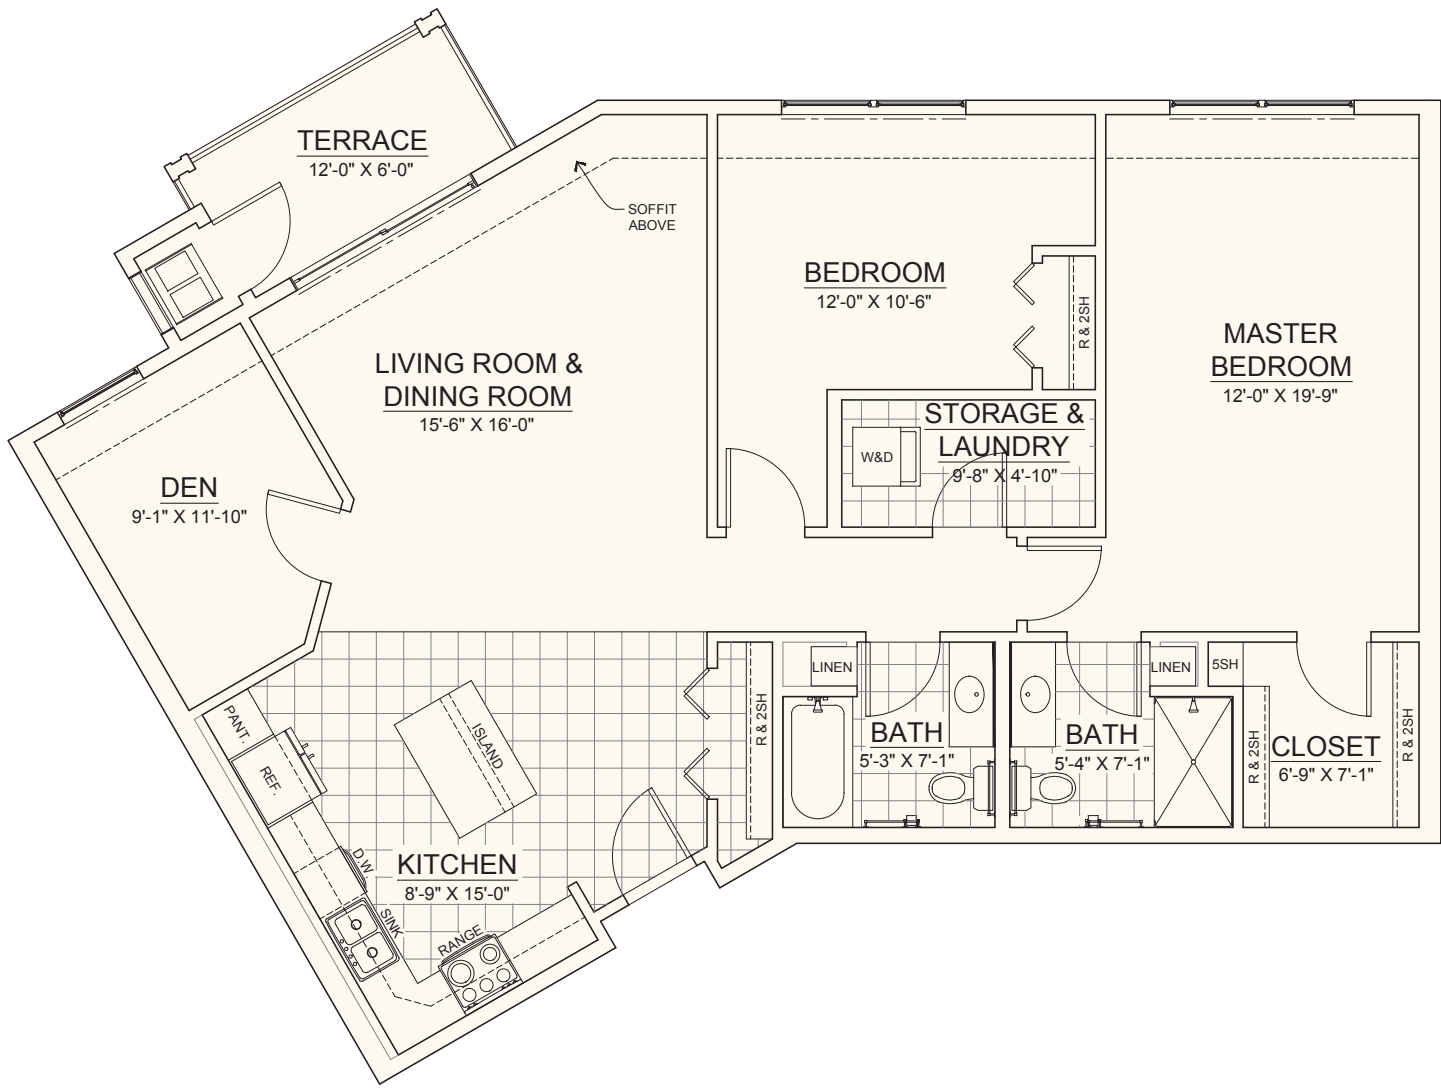 TERRACE
12'-0" X 6'-0"
SOFFIT
ABOVE
BEDROOM
12'-0" X 10'-6"
R & 2SH
MASTER
BEDROOM
12'-0" X 19'-9"
LIVING ROOM &
DINING ROOM
15'-6" X 16'-0"
STORAGE &
LAUNDRY
9'-8" X 4'-10"
W&D
DEN
9'-1" X 11'-10"
LINEN
LINEN
5SH
PANT.
REF.
ISLAND
R & 2SH
BATH
5'-3" X 7'-1"
BATH
5'-4" X 7'-1"
R & 2SH
CLOSET
6'-9" X 7'-1"
R & 2SH
D.W.
KITCHEN
8'-9" X 15'-0"
SINK
RANGE